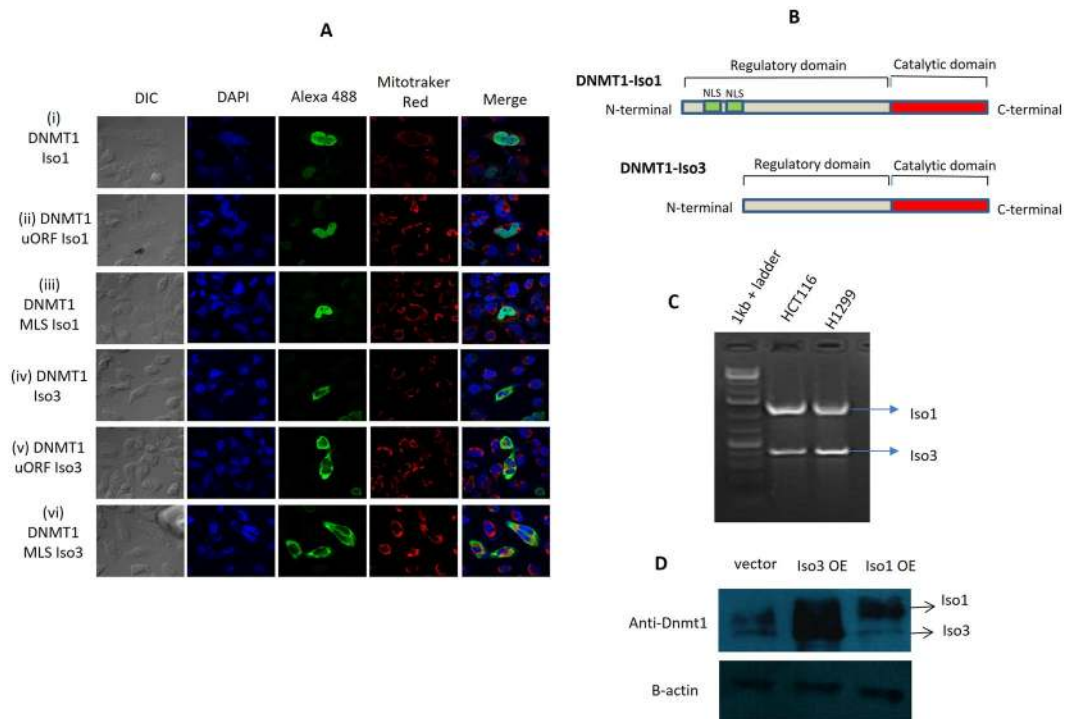 A
DIC DAPI Alexa 488 Mitotraker Red Merge
(i)
DNMT1
Iso1
(ii) DNMT1
uORF Iso1
(iii)
DNMT1
MLS Iso1
(iv) DNMT1
Iso3
(v) DNMT1
uORF Iso3
(vi)
DNMT1
MLS Iso3
B
Regulatory domain Catalytic domain
DNMT1-Iso1
NLS NLS
N-terminal C-terminal
Regulatory domain Catalytic domain
DNMT1-Iso3
N-terminal C-terminal
C
1kb + ladder
HCT116
H1299
Iso1
Iso3
D
vector Iso3 OE Iso1 OE
Anti-Dnmt1
Iso1
Iso3
B-actin